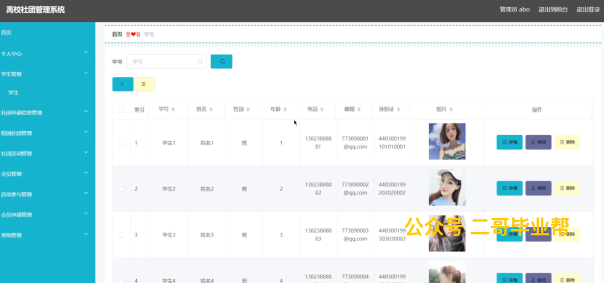 高校社团管理系统
管理员 abo 退出到前台 退出登录
首页
个人中心
学生管理
学生
社团申请信息管理
校园社团管理
社团活动管理
会员管理
活动参与管理
会员申请管理
系统管理
首页 学生
学号 学号
索引 学号 姓名 性别 年龄 电话 邮箱 身份证 照片 操作
1 学生1 姓名1 男 1 13823888881 773890001@qq.com 440300199101010001 详情 修改 删除
2 学生2 姓名2 男 2 13823888882 773890002@qq.com 440300199202020002 详情 修改 删除
3 学生3 姓名3 男 3 13823888883 773890003@qq.com 440300199303030003
4 学生4 姓名4 男 4 138238888 773890004 440300199 详情 修改 删除
公众号 二哥毕业帮